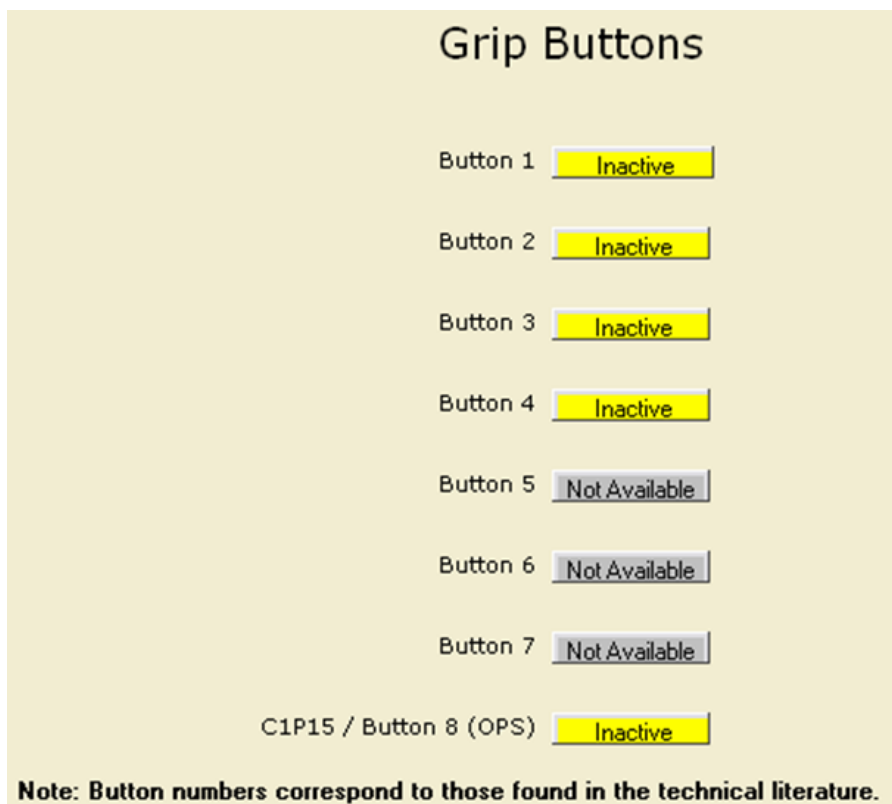 Grip Buttons
Button 1 Inactive
Button 2 Inactive
Button 3 Inactive
Button 4 Inactive
Button 5 Not Available
Button 6 Not Available
Button 7 Not Available
C1P15 / Button 8 (OPS) Inactive
Note: Button numbers correspond to those found in the technical literature.